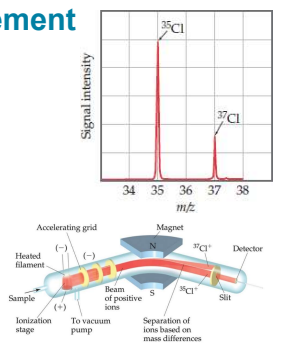 ement
³⁵Cl
³⁷Cl
Signal intensity
34 35 36 37 38
m/z
Accelerating grid
Magnet
(−)
(−)
N
³⁷Cl⁺
Detector
Heated
filament
Sample
(+)
Beam
of positive
ions
S
³⁵Cl⁺
Slit
Ionization
stage
To vacuum
pump
Separation of
ions based on
mass differences